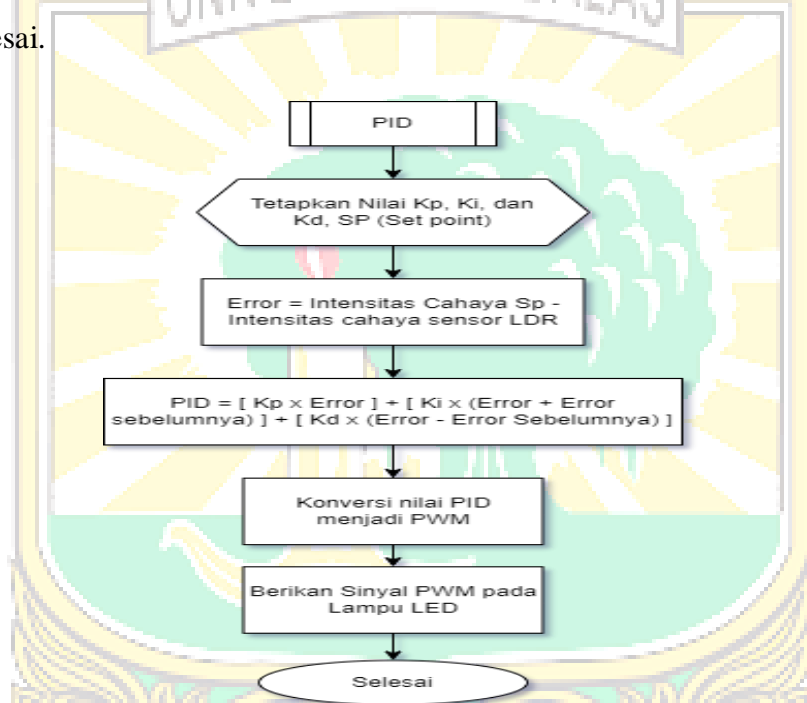 esai.
PID
Tetapkan Nilai Kp, Ki, dan
Kd, SP (Set point)
Error = Intensitas Cahaya Sp -
Intensitas cahaya sensor LDR
PID = [ Kp x Error ] + [ Ki x (Error + Error
sebelumnya) ] + [ Kd x (Error - Error Sebelumnya) ]
Konversi nilai PID
menjadi PWM
Berikan Sinyal PWM pada
Lampu LED
Selesai